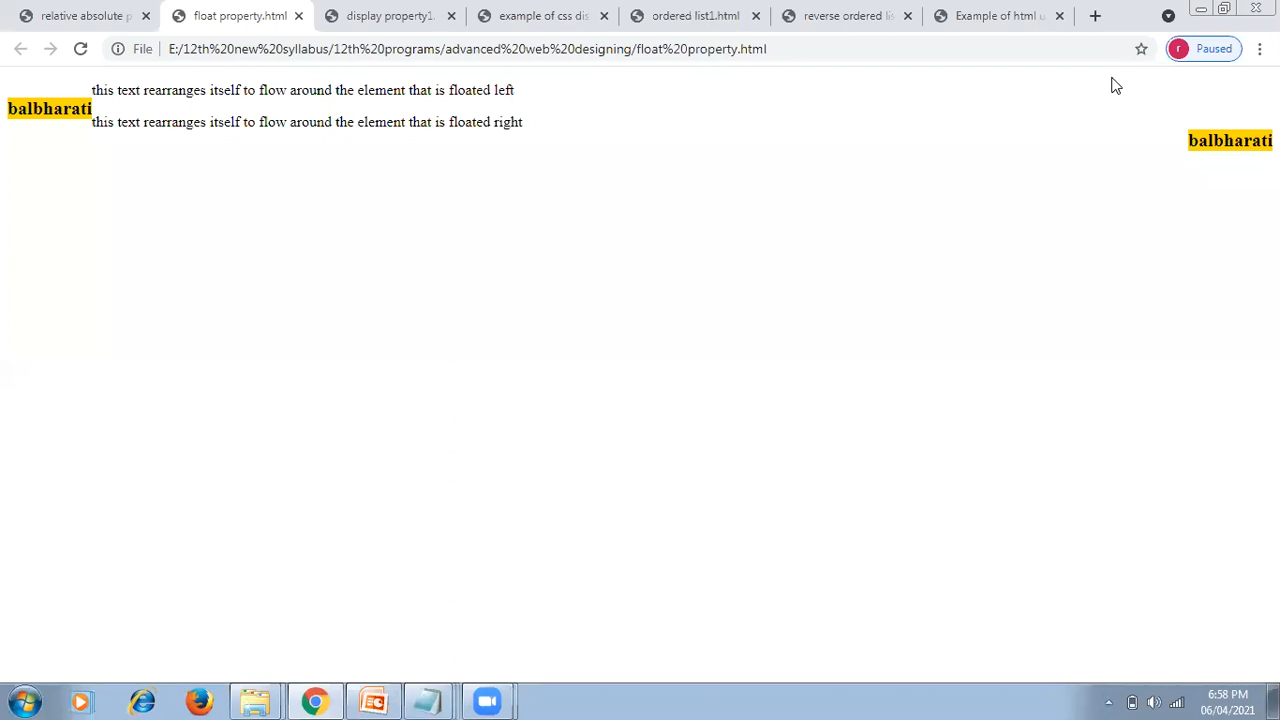 relative absolute p
float property.html
display property1.
example of css dis
ordered list1.html
reverse ordered lis
Example of html u
File
E:/12th%20new%20syllabus/12th%20programs/advanced%20web%20designing/float%20property.html
r Paused
this text rearranges itself to flow around the element that is floated left
balbharati
this text rearranges itself to flow around the element that is floated right
balbharati
6:58 PM
06/04/2021